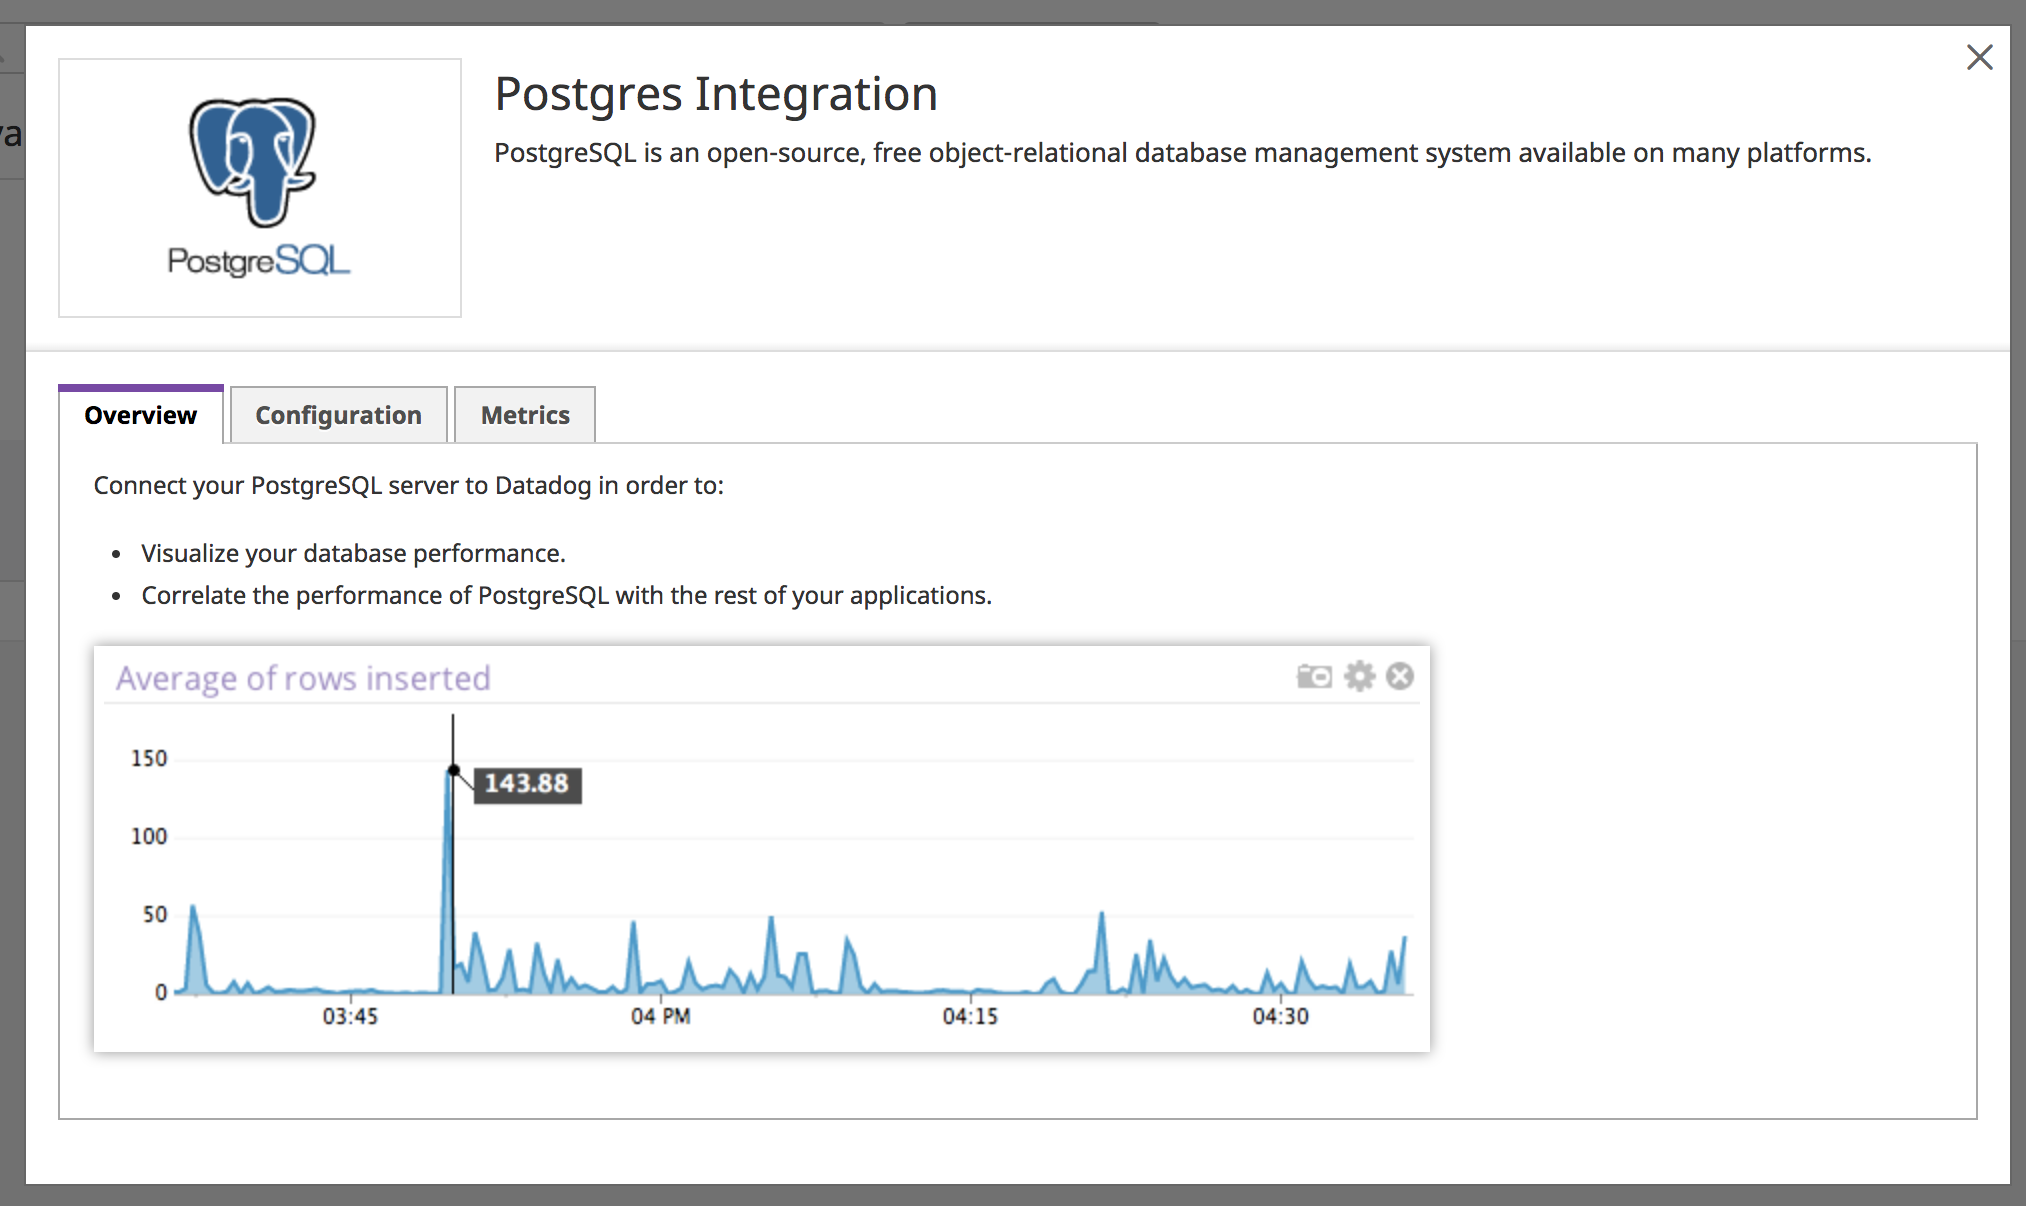 Postgres Integration
PostgreSQL is an open-source, free object-relational database management system available on many platforms.
PostgreSQL
Overview
Configuration
Metrics
Connect your PostgreSQL server to Datadog in order to:
• Visualize your database performance.
• Correlate the performance of PostgreSQL with the rest of your applications.
Average of rows inserted
150
143.88
100
50
0
03:45
04 PM
04:15
04:30